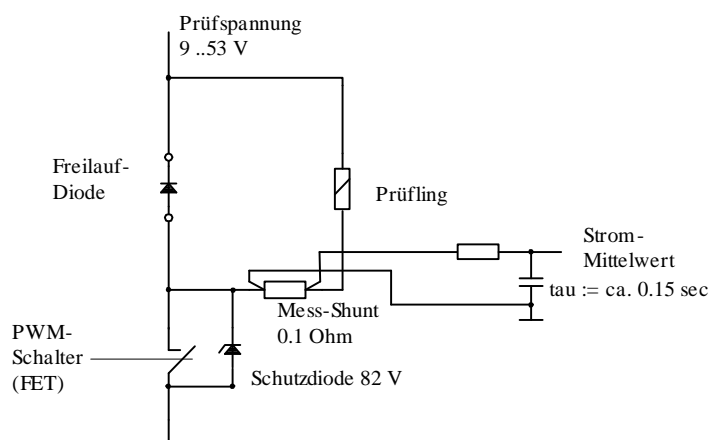 Prüfspannung
9 ..53 V
Freilauf-
Diode
Prüfling
Strom-
Mittelwert
tau := ca. 0.15 sec
Mess-Shunt
0.1 Ohm
PWM-
Schalter
(FET)
Schutzdiode 82 V